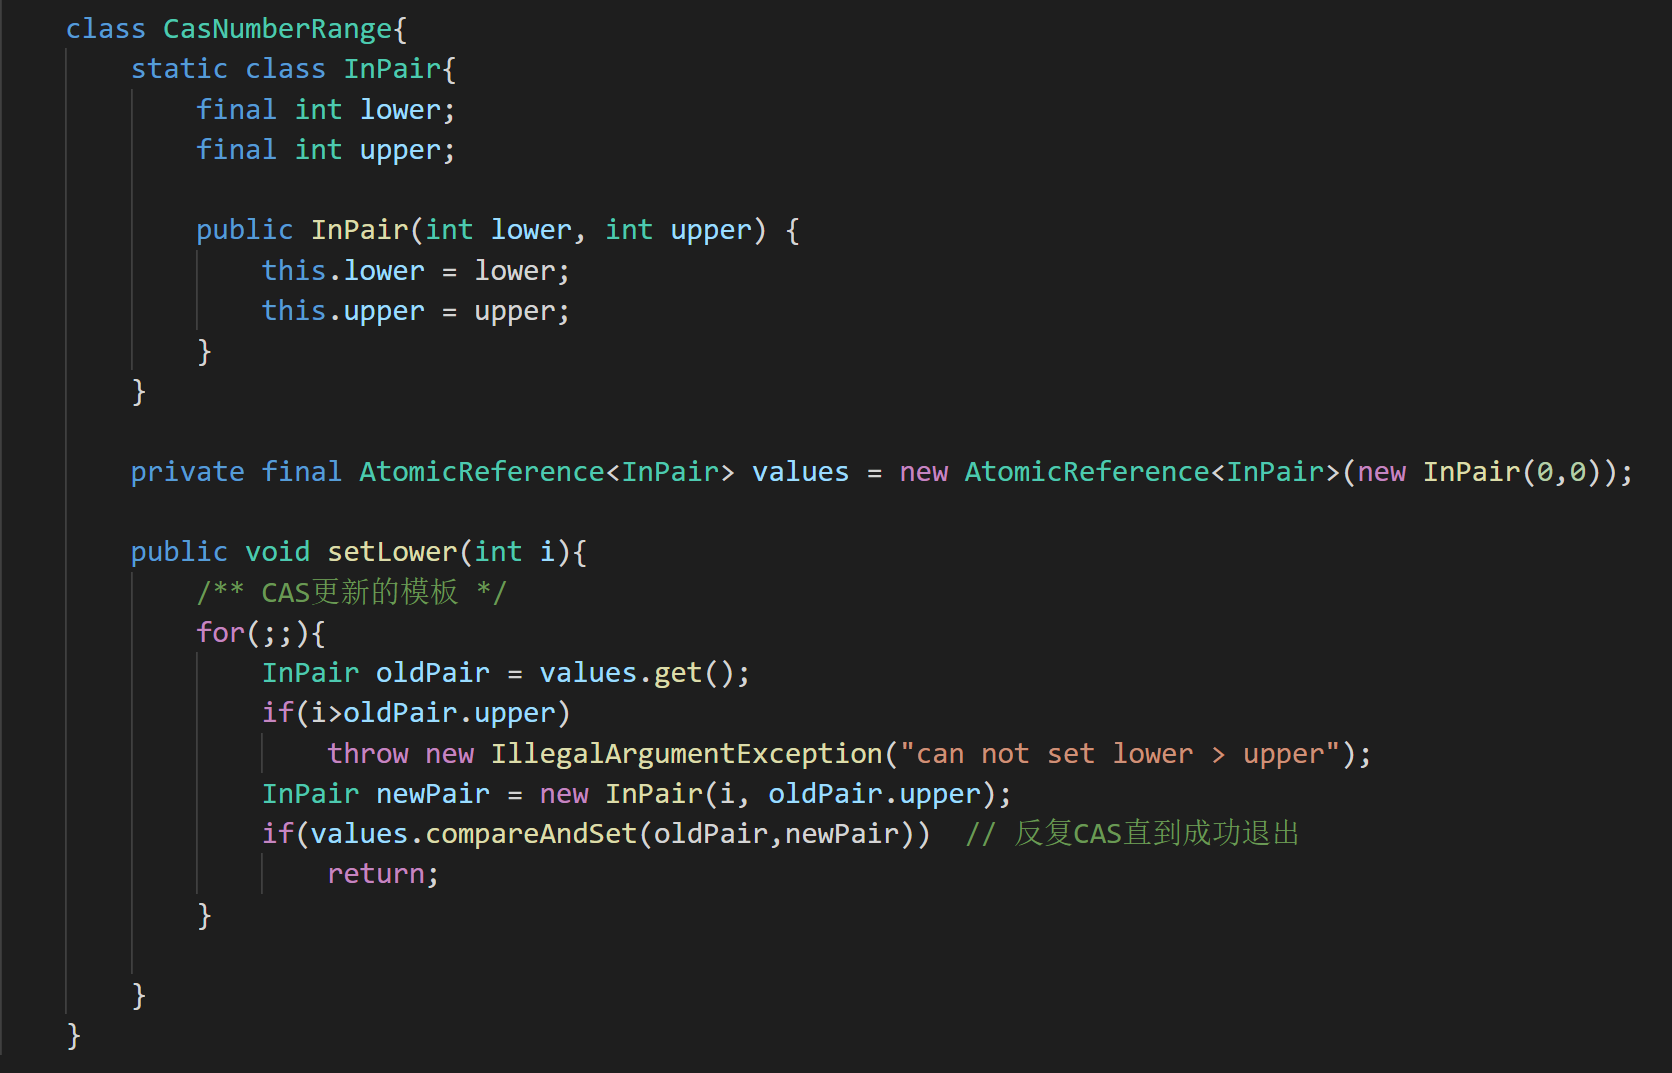 class CasNumberRange{
    static class InPair{
        final int lower;
        final int upper;

        public InPair(int lower, int upper) {
            this.lower = lower;
            this.upper = upper;
        }
    }

    private final AtomicReference<InPair> values = new AtomicReference<InPair>(new InPair(0,0));

    public void setLower(int i){
        /** CAS更新的模板 */
        for(;;){
            InPair oldPair = values.get();
            if(i>oldPair.upper)
                throw new IllegalArgumentException("can not set lower > upper");
            InPair newPair = new InPair(i, oldPair.upper);
            if(values.compareAndSet(oldPair,newPair))  // 反复CAS直到成功退出
                return;
        }

    }
}